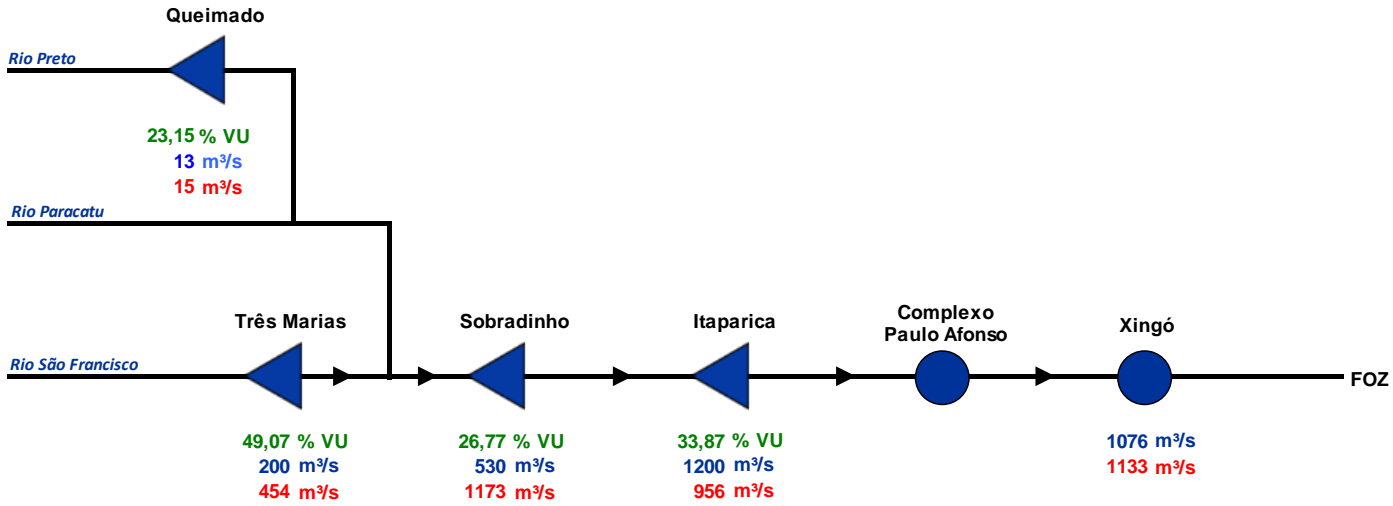 Queimado
Rio Preto
23,15 % VU
13 m³/s
15 m³/s
Rio Paracatu
Três Marias
Sobradinho
Itaparica
Complexo
Paulo Afonso
Xingó
Rio São Francisco
FOZ
49,07 % VU
200 m³/s
454 m³/s
26,77 % VU
530 m³/s
1173 m³/s
33,87 % VU
1200 m³/s
956 m³/s
1076 m³/s
1133 m³/s